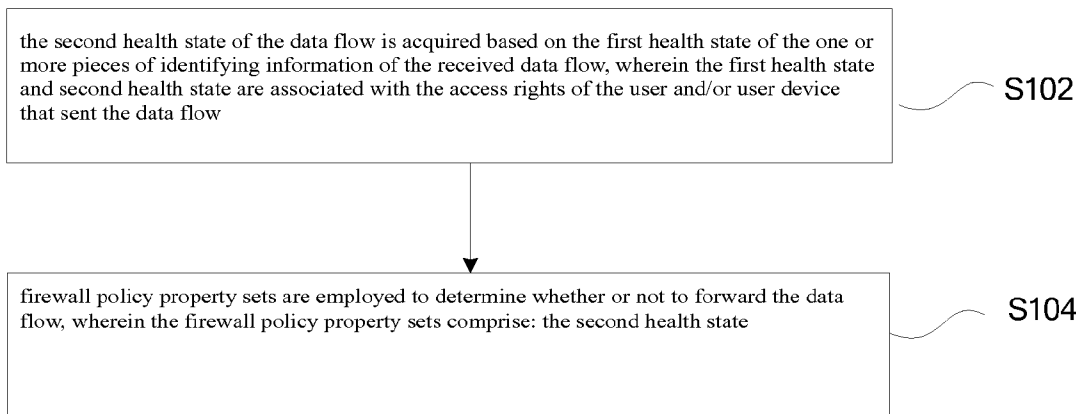 the second health state of the data flow is acquired based on the first health state of the one or
more pieces of identifying information of the received data flow, wherein the first health state
and second health state are associated with the access rights of the user and/or user device
that sent the data flow
S102
firewall policy property sets are employed to determine whether or not to forward the data
flow, wherein the firewall policy property sets comprise: the second health state
S104